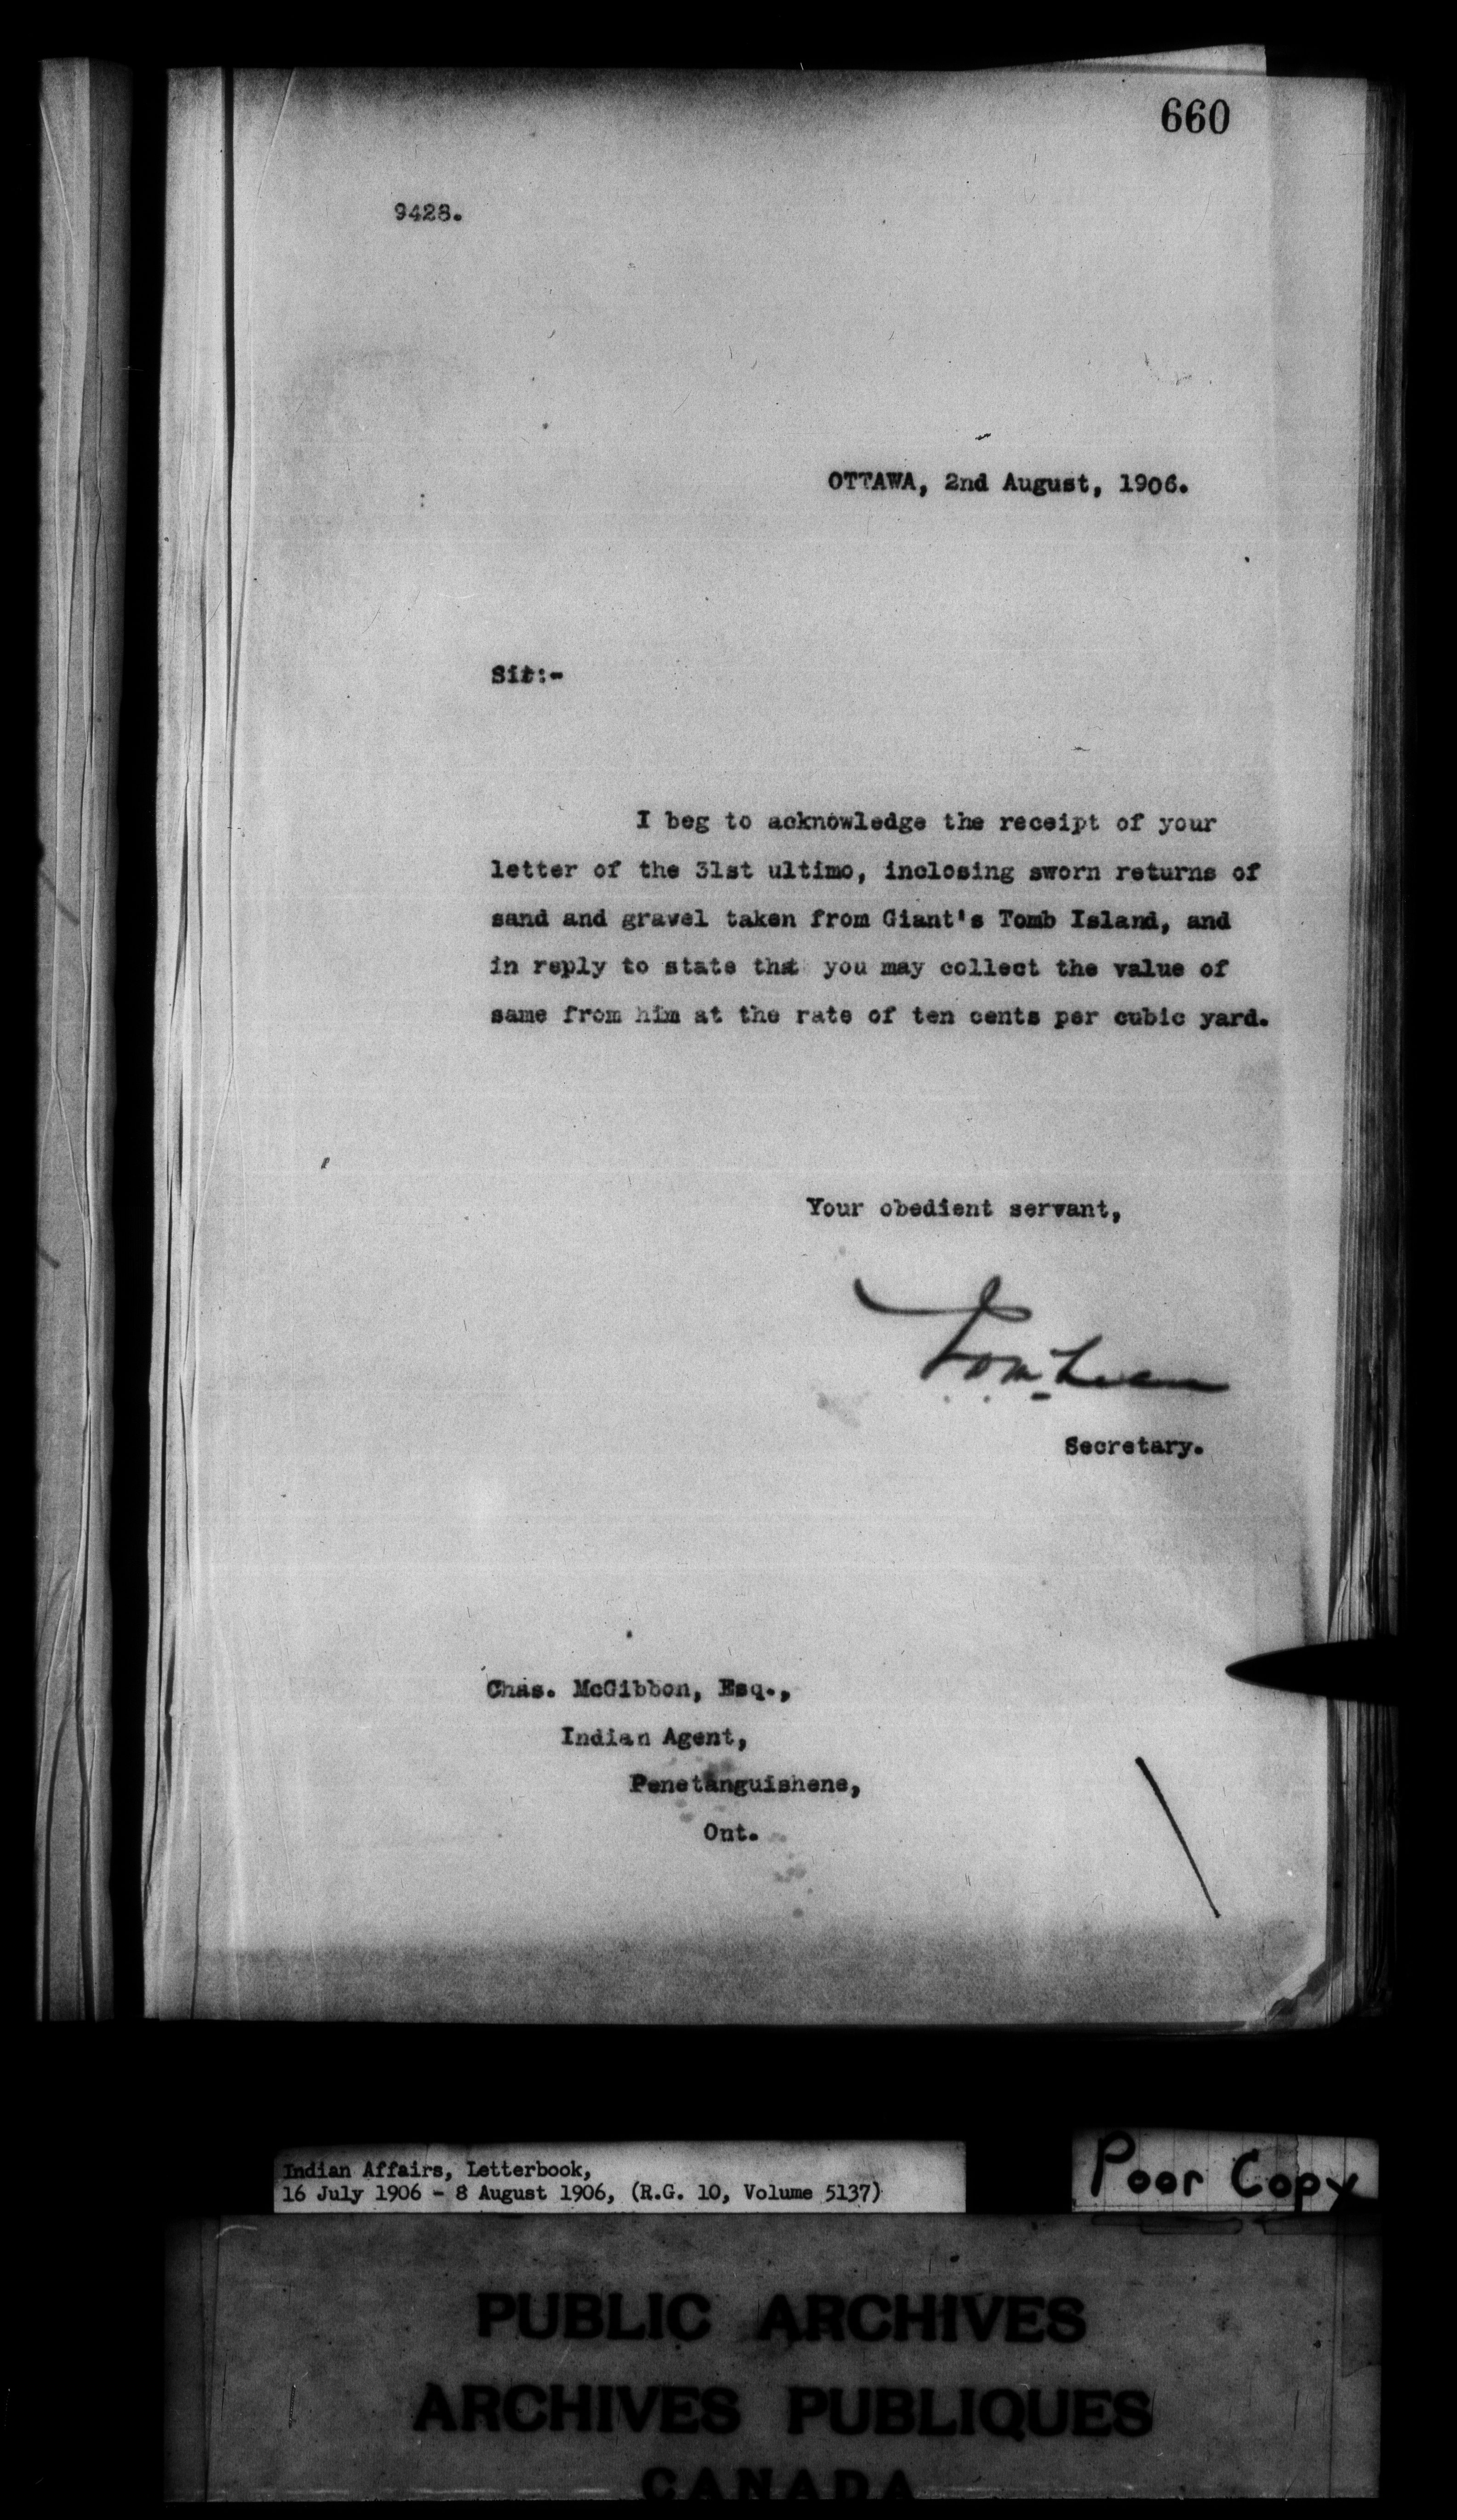 660
9428.
OTTAWA, 2nd August, 1906.
Sir:-
I beg to acknowledge the receipt of your
letter of the 31st ultimo, inclosing sworn returns of
sand and gravel taken from Giant's Tomb Island, and
in reply to state that you may collect the value of
same from him at the rate of ten cents per cubic yard.
Your obedient servant,
Secretary.
Chas. McGibbon, Esq.,
Indian Agent,
Penetanguishene,
Ont.
Indian Affairs, Letterbook,
16 July 1906 - 8 August 1906, (R.G. 10, Volume 5137)
Poor Copy
PUBLIC ARCHIVES
ARCHIVES PUBLIQUES
CANADA